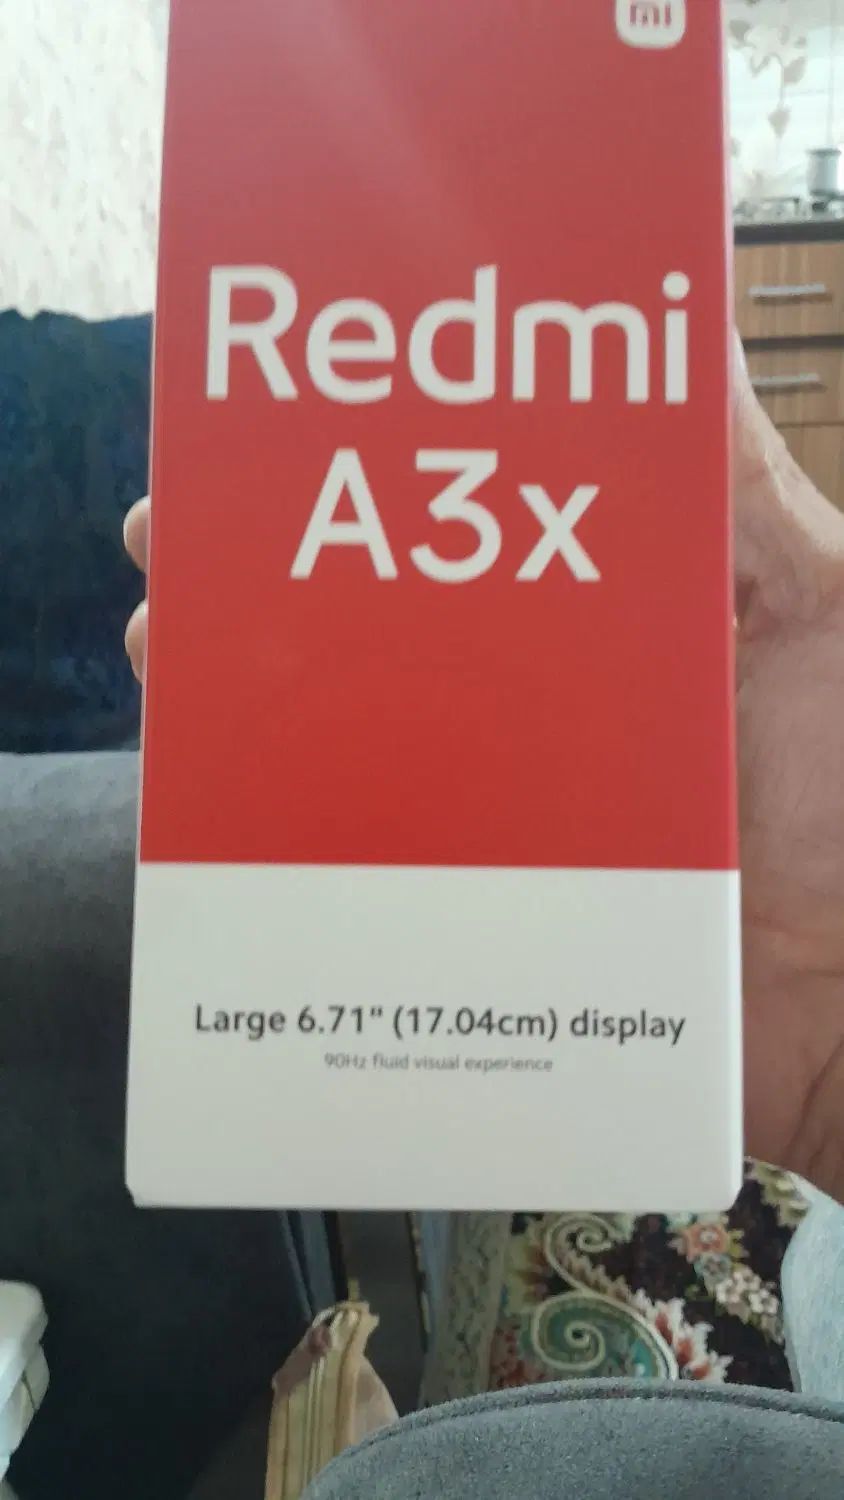 mi
Redmi
A3x
Large 6.71" (17.04cm) display
90Hz fluid visual experience